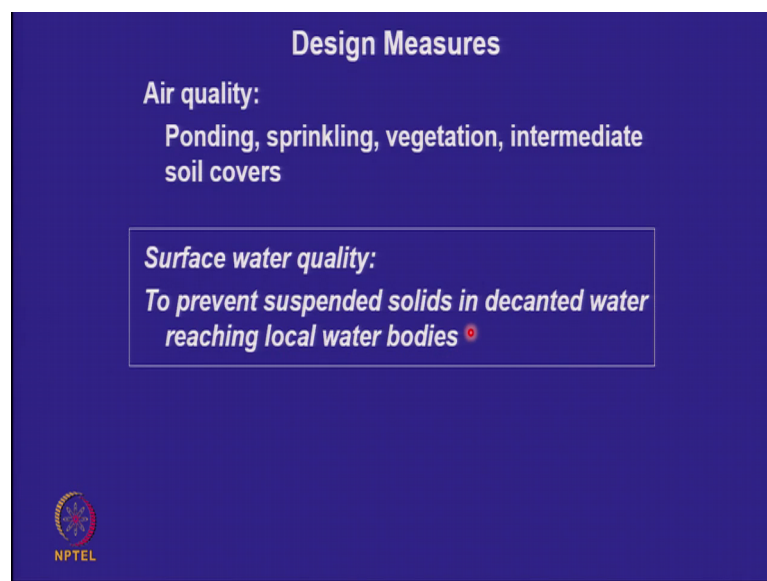 Design Measures
Air quality:
Ponding, sprinkling, vegetation, intermediate
soil covers
Surface water quality:
To prevent suspended solids in decanted water
reaching local water bodies
NPTEL